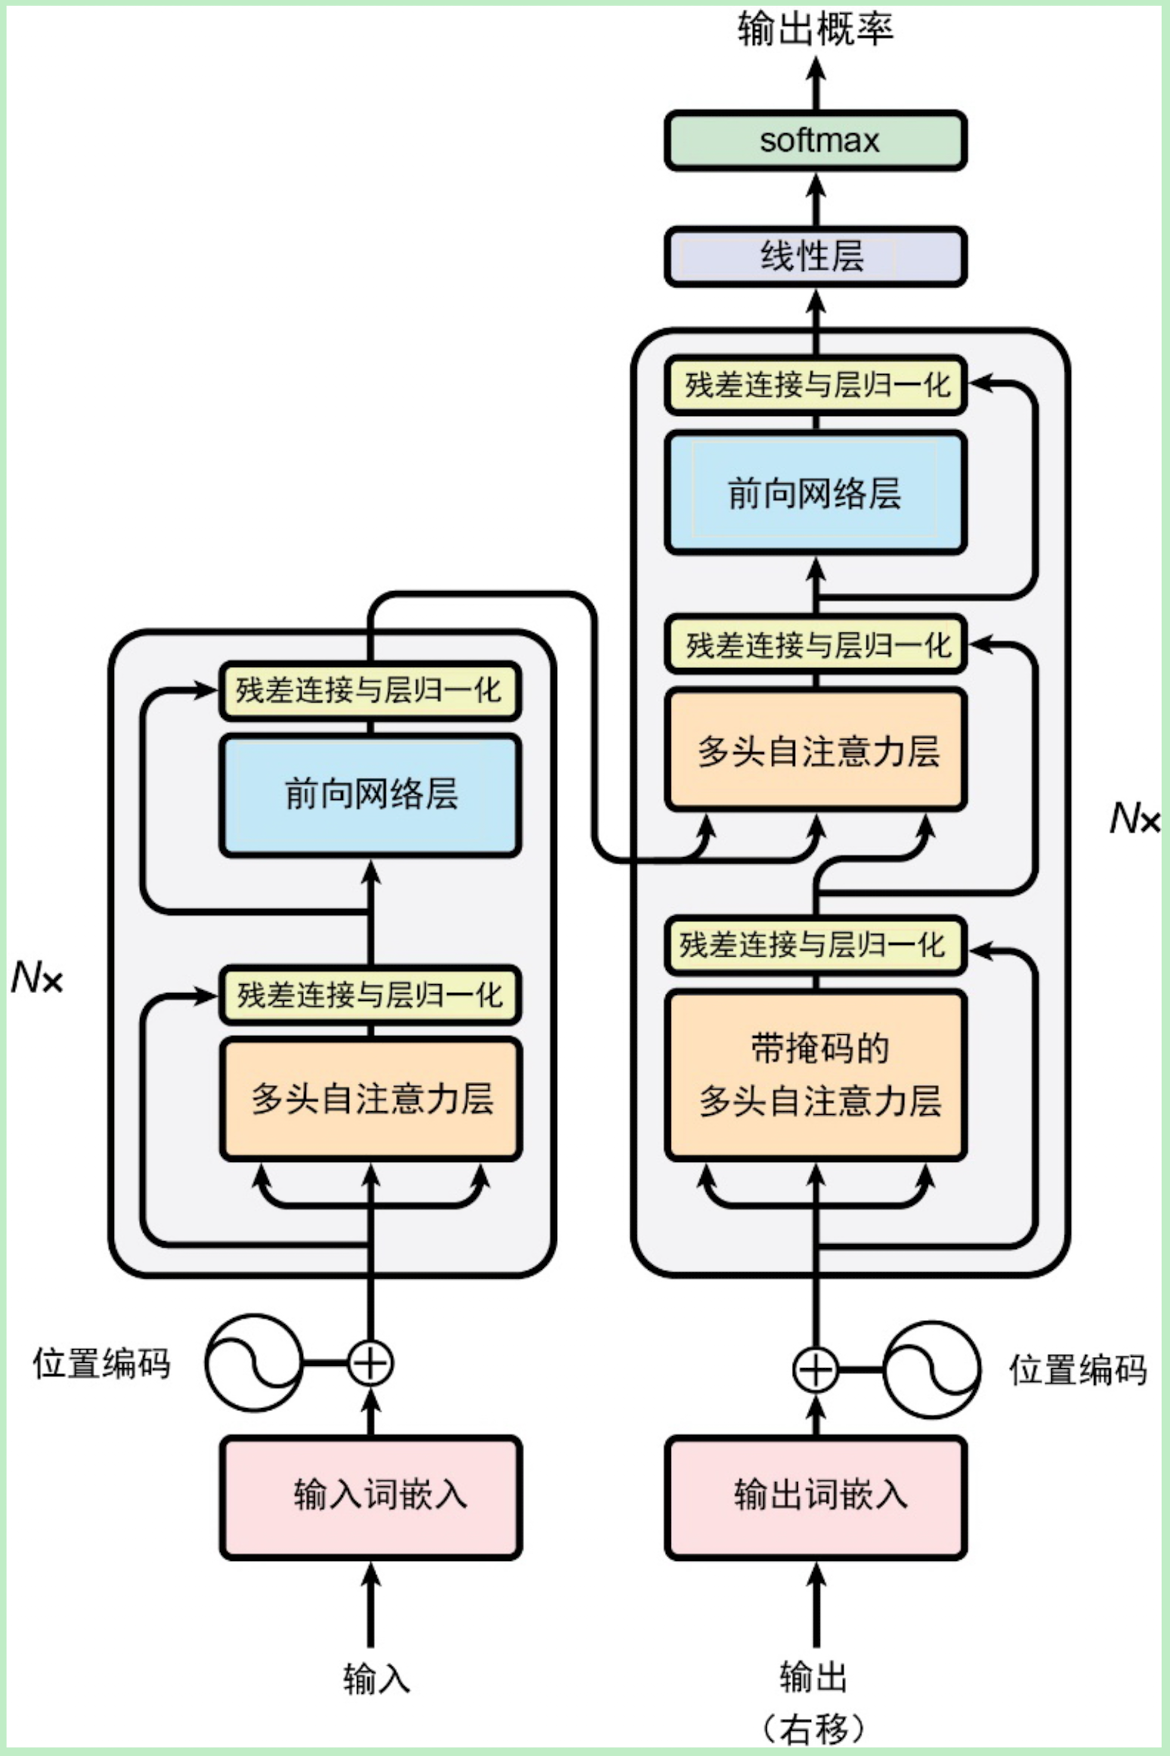 输出概率
softmax
线性层
残差连接与层归一化
前向网络层
残差连接与层归一化
多头自注意力层
N×
残差连接与层归一化
带掩码的
多头自注意力层
残差连接与层归一化
前向网络层
N×
残差连接与层归一化
多头自注意力层
位置编码
位置编码
输入词嵌入
输出词嵌入
输入
输出
（右移）